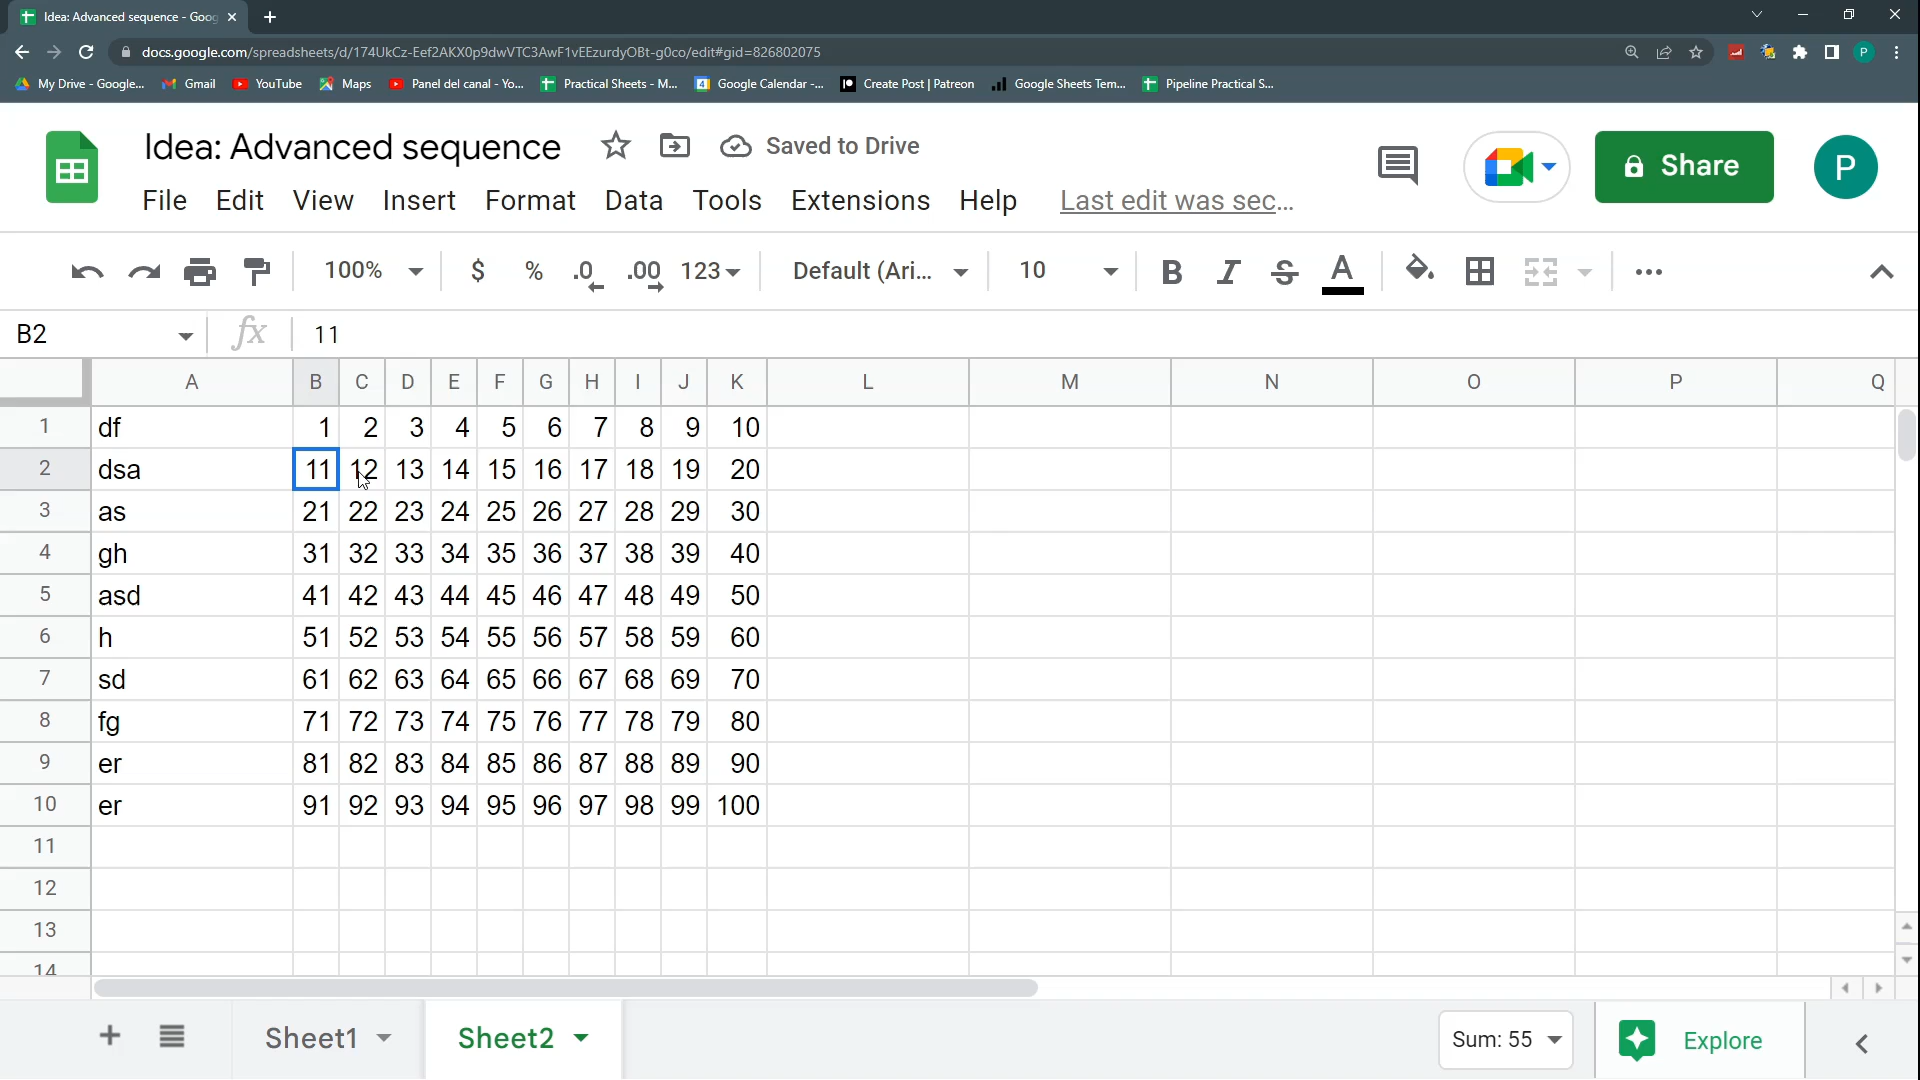 Idea: Advanced sequence - Goog
docs.google.com/spreadsheets/d/174UkCz-Eef2AKX0p9dwVTC3AwF1vEEzurdyOBt-g0co/edit#gid=826802075
P
My Drive - Google... Gmail YouTube Maps Panel del canal - Yo... Practical Sheets - M... Google Calendar -... Create Post | Patreon Google Sheets Tem... Pipeline Practical S...
Idea: Advanced sequence Saved to Drive
Share P
File Edit View Insert Format Data Tools Extensions Help Last edit was sec...
100% $ % .0 .00 123 Default (Ari... 10 B I S A
B2 fx 11
A B C D E F G H I J K L M N O P Q
1 df 1 2 3 4 5 6 7 8 9 10
2 dsa 11 12 13 14 15 16 17 18 19 20
3 as 21 22 23 24 25 26 27 28 29 30
4 gh 31 32 33 34 35 36 37 38 39 40
5 asd 41 42 43 44 45 46 47 48 49 50
6 h 51 52 53 54 55 56 57 58 59 60
7 sd 61 62 63 64 65 66 67 68 69 70
8 fg 71 72 73 74 75 76 77 78 79 80
9 er 81 82 83 84 85 86 87 88 89 90
10 er 91 92 93 94 95 96 97 98 99 100
11
12
13
14
Sheet1 Sheet2 Sum: 55 Explore